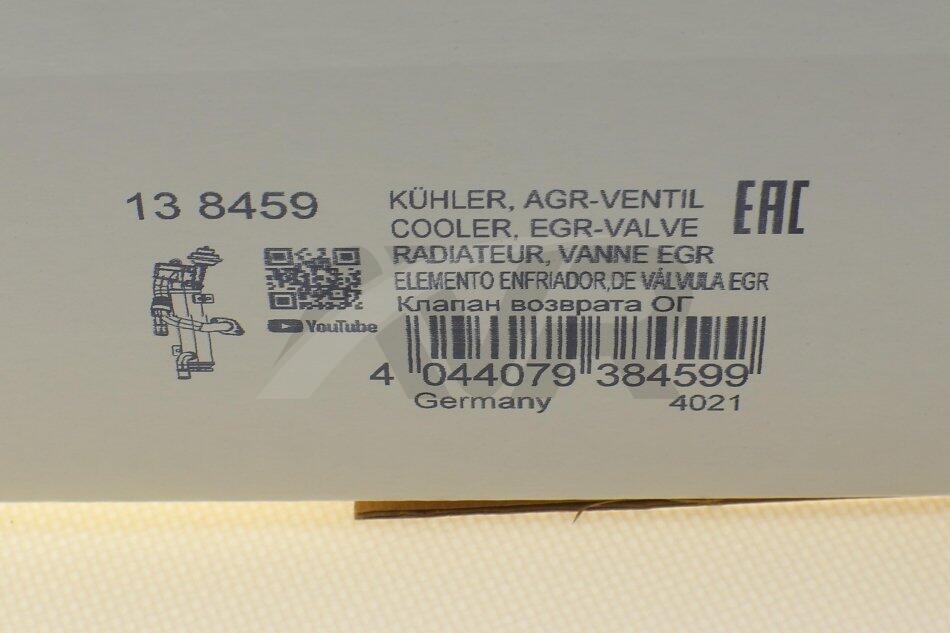 13 8459
KÜHLER, AGR-VENTIL
COOLER, EGR-VALVE
RADIATEUR, VANNE EGR
ELEMENTO ENFRIADOR,DE VÁLVULA EGR
Клапан возврата ОГ
EAC
YouTube
4 044079 384599
Germany 4021